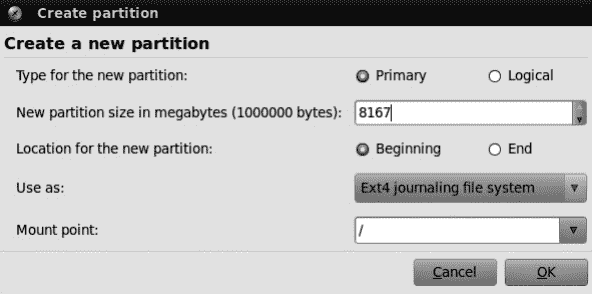 Create partition
Create a new partition
Type for the new partition: Primary Logical
New partition size in megabytes (1000000 bytes): 8167
Location for the new partition: Beginning End
Use as: Ext4 journaling file system
Mount point: /
Cancel OK